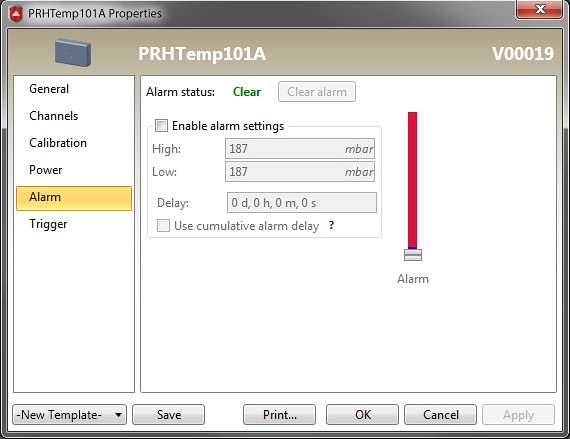 PRHTemp101A Properties
PRHTemp101A V00019
General
Channels
Calibration
Power
Alarm
Trigger
Alarm status: Clear Clear alarm
Enable alarm settings
High: 187 mbar
Low: 187 mbar
Delay: 0 d, 0 h, 0 m, 0 s
Use cumulative alarm delay ?
Alarm
-New Template- Save Print... OK Cancel Apply